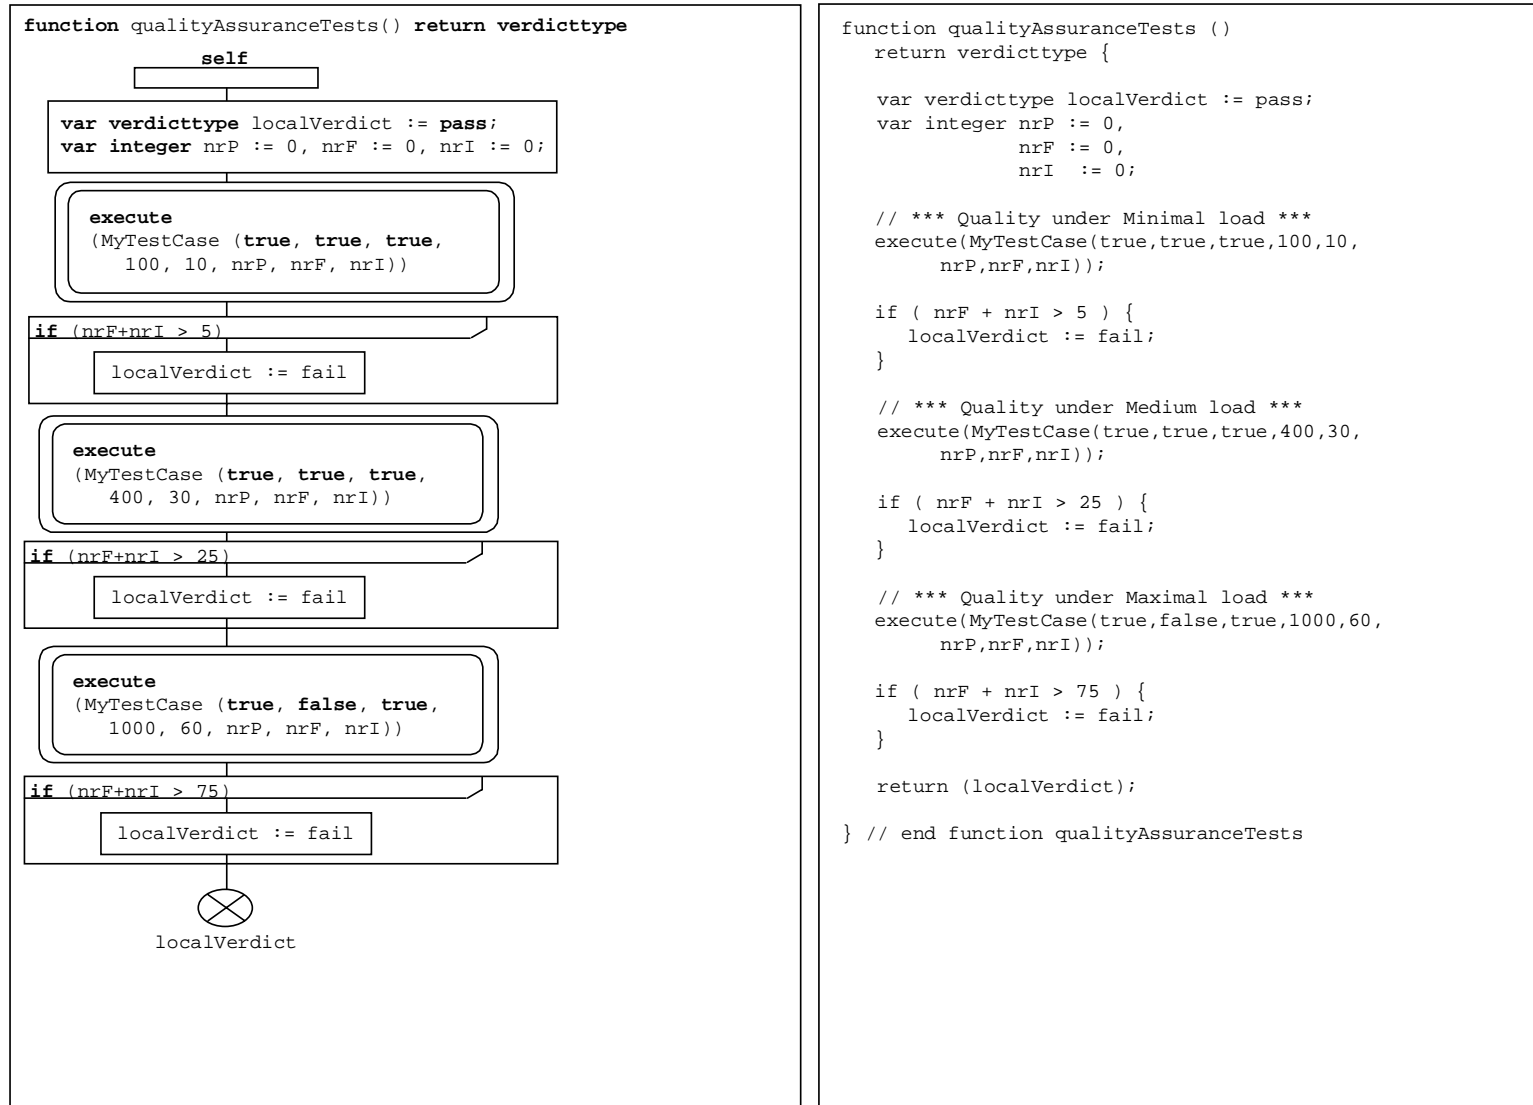 function qualityAssuranceTests() return verdicttype
self
var verdicttype localVerdict := pass;
var integer nrP := 0, nrF := 0, nrI := 0;
execute
(MyTestCase (true, true, true,
100, 10, nrP, nrF, nrI))
if (nrF+nrI > 5)
localVerdict := fail
execute
(MyTestCase (true, true, true,
400, 30, nrP, nrF, nrI))
if (nrF+nrI > 25)
localVerdict := fail
execute
(MyTestCase (true, false, true,
1000, 60, nrP, nrF, nrI))
if (nrF+nrI > 75)
localVerdict := fail
localVerdict
function qualityAssuranceTests ()
return verdicttype {
var verdicttype localVerdict := pass;
var integer nrP := 0,
nrF := 0,
nrI := 0;
// *** Quality under Minimal load ***
execute(MyTestCase(true,true,true,100,10,
nrP,nrF,nrI));
if ( nrF + nrI > 5 ) {
localVerdict := fail;
}
// *** Quality under Medium load ***
execute(MyTestCase(true,true,true,400,30,
nrP,nrF,nrI));
if ( nrF + nrI > 25 ) {
localVerdict := fail;
}
// *** Quality under Maximal load ***
execute(MyTestCase(true,false,true,1000,60,
nrP,nrF,nrI));
if ( nrF + nrI > 75 ) {
localVerdict := fail;
}
return (localVerdict);
} // end function qualityAssuranceTests